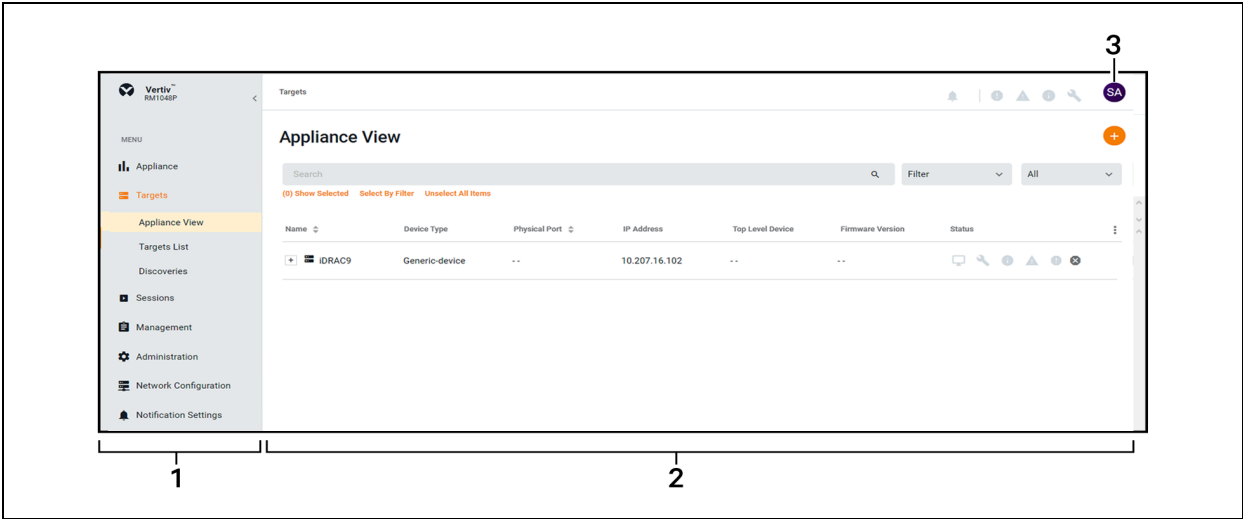 3
Vertiv™
RM1048P
Targets
SA
MENU
Appliance View
Appliance
Search
Filter
All
Targets
(0) Show Selected Select By Filter Unselect All Items
Appliance View
Name Device Type Physical Port IP Address Top Level Device Firmware Version Status
Targets List
iDRAC9 Generic-device -- 10.207.16.102 -- --
Discoveries
Sessions
Management
Administration
Network Configuration
Notification Settings
1
2